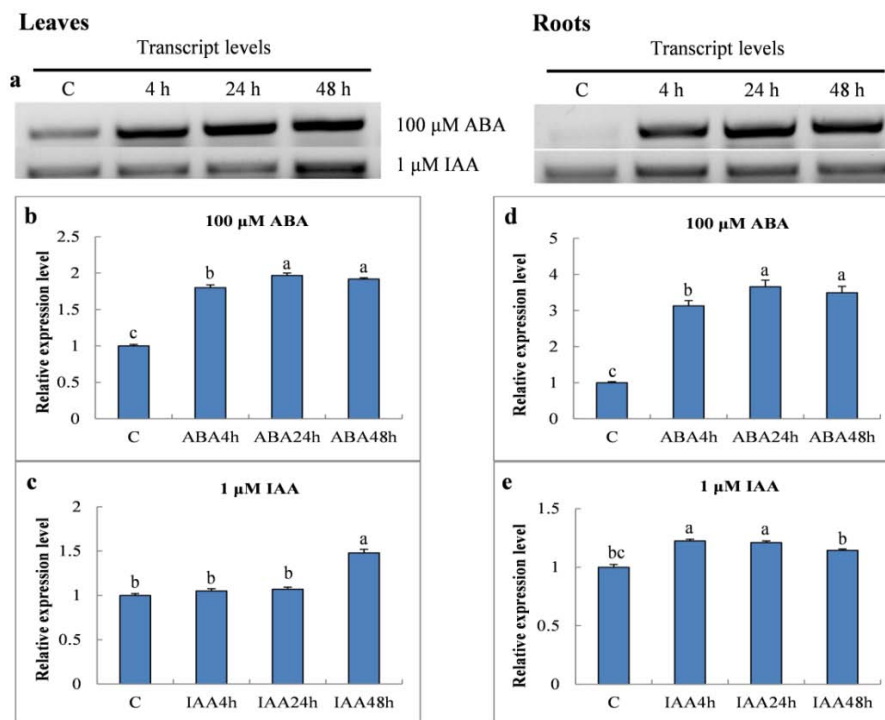 Leaves
Roots
Transcript levels
Transcript levels
a
C 4 h 24 h 48 h
C 4 h 24 h 48 h
100 µM ABA
1 µM IAA
b
100 µM ABA
Relative expression level
2.5
2
1.5
1
0.5
0
c
b
a
a
C ABA4h ABA24h ABA48h
d
100 µM ABA
Relative expression level
5
4
3
2
1
0
c
b
a
a
C ABA4h ABA24h ABA48h
c
1 µM IAA
Relative expression level
2
1.5
1
0.5
0
b
b
b
a
C IAA4h IAA24h IAA48h
e
1 µM IAA
Relative expression level
1.5
1
0.5
0
bc
a
a
b
C IAA4h IAA24h IAA48h